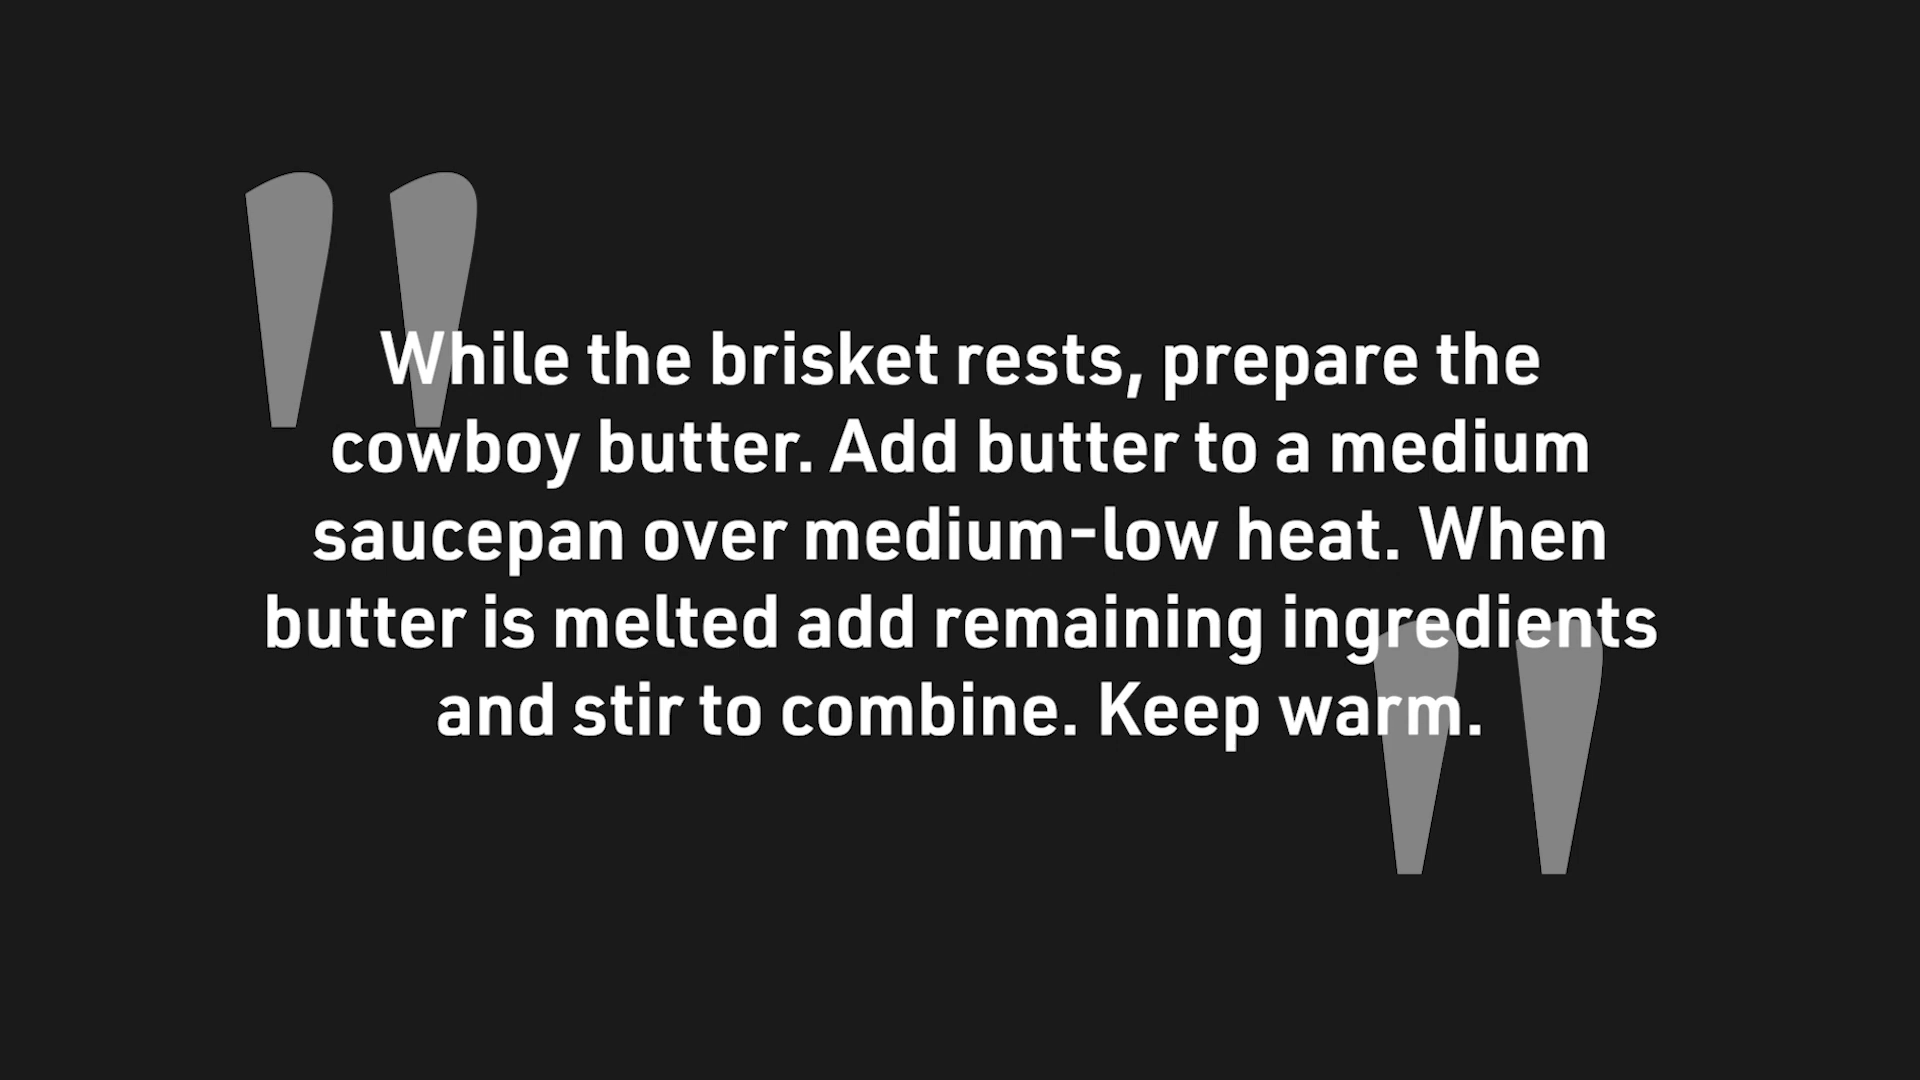 While the brisket rests, prepare the
cowboy butter. Add butter to a medium
saucepan over medium-low heat. When
butter is melted add remaining ingredients
and stir to combine. Keep warm.